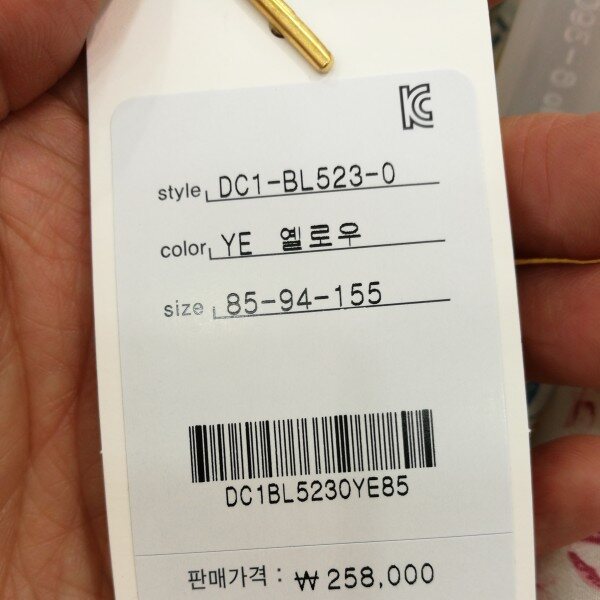 KC
style DC1-BL523-0
color YE 옐로우
size 85-94-155
DC1BL5230YE85
판매가격 : ₩ 258,000